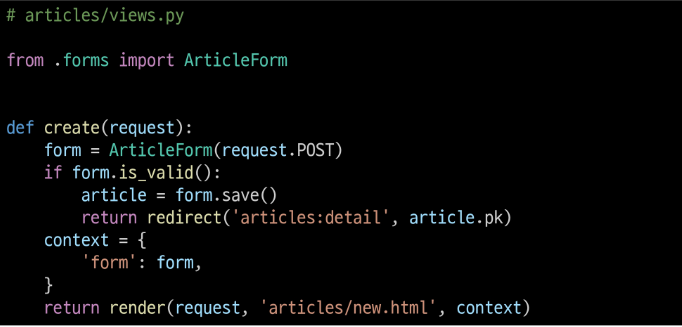 # articles/views.py
from .forms import ArticleForm
def create(request):
    form = ArticleForm(request.POST)
    if form.is_valid():
        article = form.save()
        return redirect('articles:detail', article.pk)
    context = {
        'form': form,
    }
    return render(request, 'articles/new.html', context)